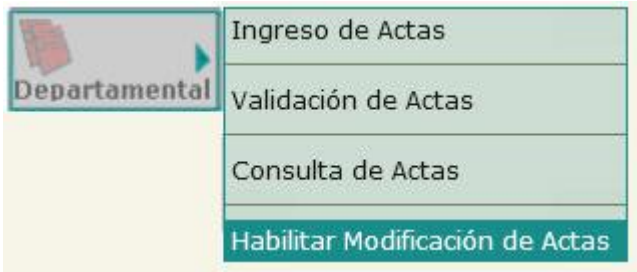 Departamental
Ingreso de Actas
Validación de Actas
Consulta de Actas
Habilitar Modificación de Actas